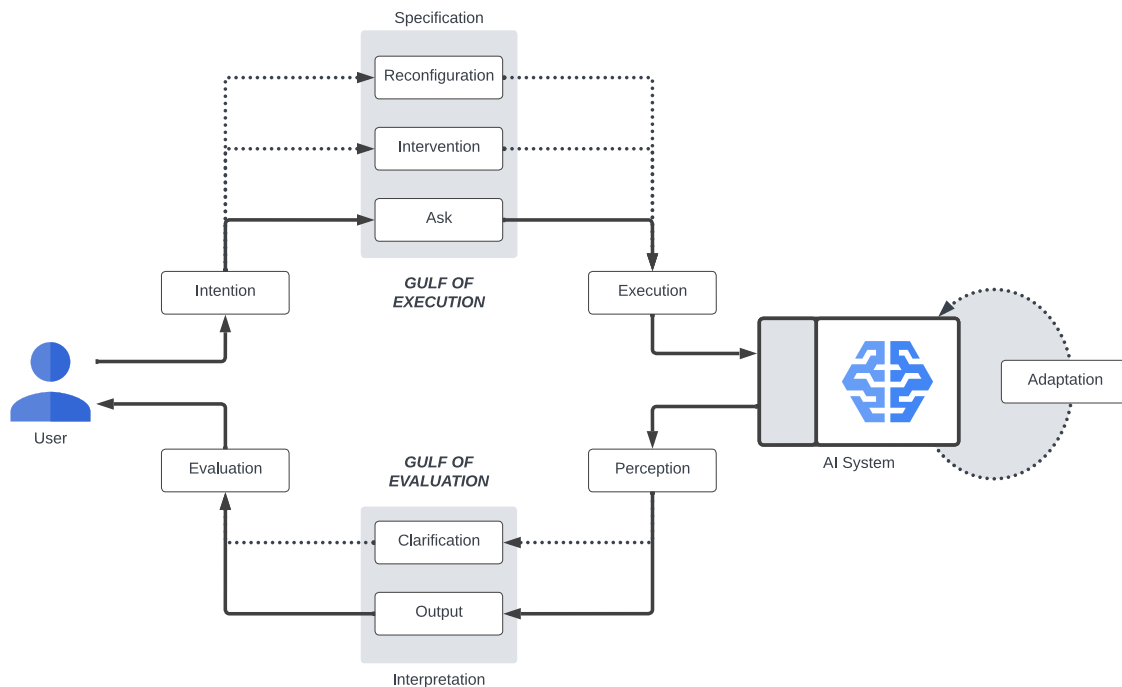 Specification
Reconfiguration
Intervention
Ask
Intention
GULF OF
EXECUTION
Execution
User
AI System
Adaptation
Evaluation
GULF OF
EVALUATION
Perception
Clarification
Output
Interpretation